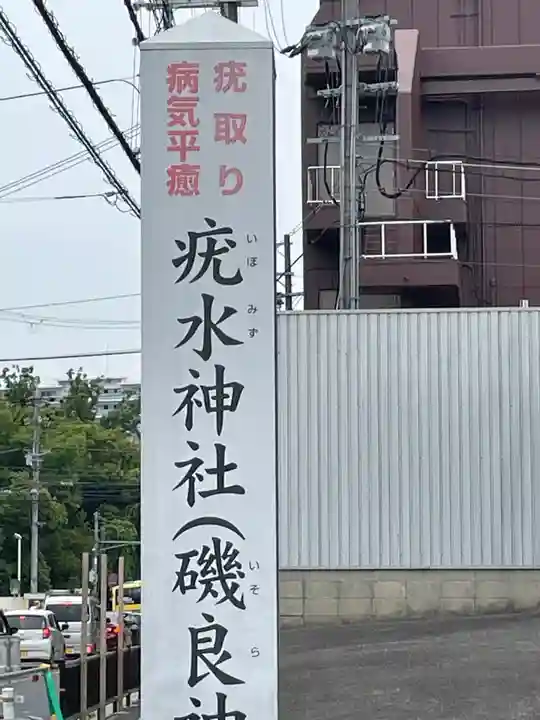 疣取り
病気平癒
疣水神社(磯良神
いぼみず
いそら